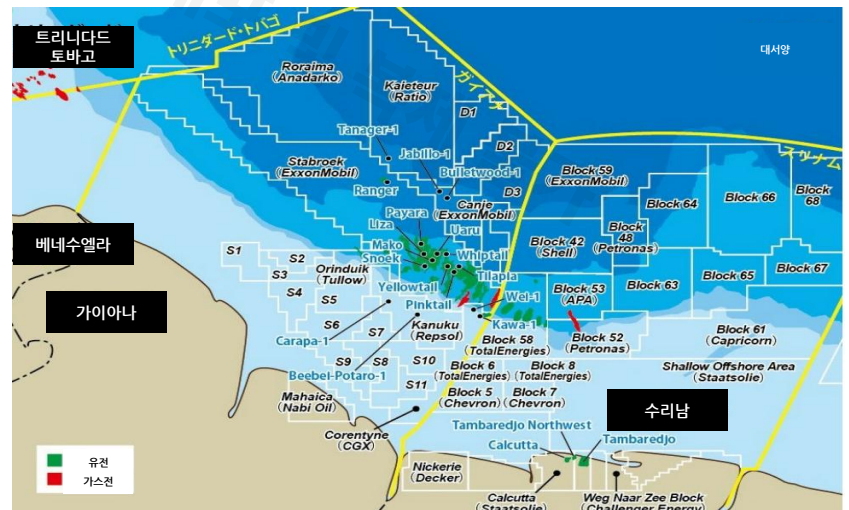 트리니다드
토바고
トリニダード・トバゴ
ガイアナ
대서양
スリナム
Roraima
(Anadarko)
Kaieteur
(Ratio)
D1
D2
D3
Tanager-1
Jabillo-1
Bulletwood-1
Stabroek
(ExxonMobil)
Ranger
Canje
(ExxonMobil)
Payara
Liza
Uaru
Mako
Snoek
Whiptail
Tilapia
Yellowtail
Pinktail
Wei-1
Kawa-1
Block 59
(ExxonMobil)
Block 64
Block 66
Block
68
Block 42
(Shell)
Block
48
(Petronas)
Block 53
(APA)
Block 63
Block 65
Block 67
베네수엘라
가이아나
S1
S2
S3
S4
S5
S6
S7
S8
S9
S10
S11
Orinduik
(Tullow)
Kanuku
(Repsol)
Carapa-1
Beebei-Potaro-1
Mahaica
(Nabi Oil)
Corentyne
(CGX)
Block 58
(TotalEnergies)
Block 52
(Petronas)
Block 61
(Capricorn)
Block 6
(TotalEnergies)
Block 8
(TotalEnergies)
Shallow Offshore Area
(Staatsolie)
Block 5
(Chevron)
Block 7
(Chevron)
수리남
Tambaredjo Northwest
Calcutta
Tambaredjo
Nickerie
(Decker)
Calcutta
(Staatsolie)
Weg Naar Zee Block
(Challenger Energy)
유전
가스전